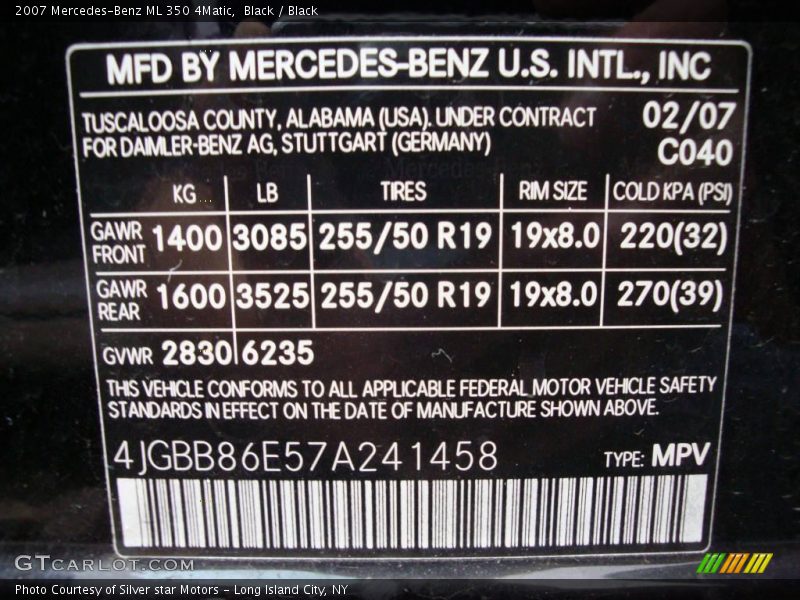 2007 Mercedes-Benz ML 350 4Matic, Black / Black
MFD BY MERCEDES-BENZ U.S. INTL., INC
TUSCALOOSA COUNTY, ALABAMA (USA). UNDER CONTRACT 02/07
FOR DAIMLER-BENZ AG, STUTTGART (GERMANY) C040
KG LB TIRES RIM SIZE COLD KPA (PSI)
GAWR FRONT 1400 3085 255/50 R19 19x8.0 220(32)
GAWR REAR 1600 3525 255/50 R19 19x8.0 270(39)
GVWR 2830 6235
THIS VEHICLE CONFORMS TO ALL APPLICABLE FEDERAL MOTOR VEHICLE SAFETY
STANDARDS IN EFFECT ON THE DATE OF MANUFACTURE SHOWN ABOVE.
4JGBB86E57A241458 TYPE: MPV
GTCARLOT.COM
Photo Courtesy of Silver star Motors - Long Island City, NY